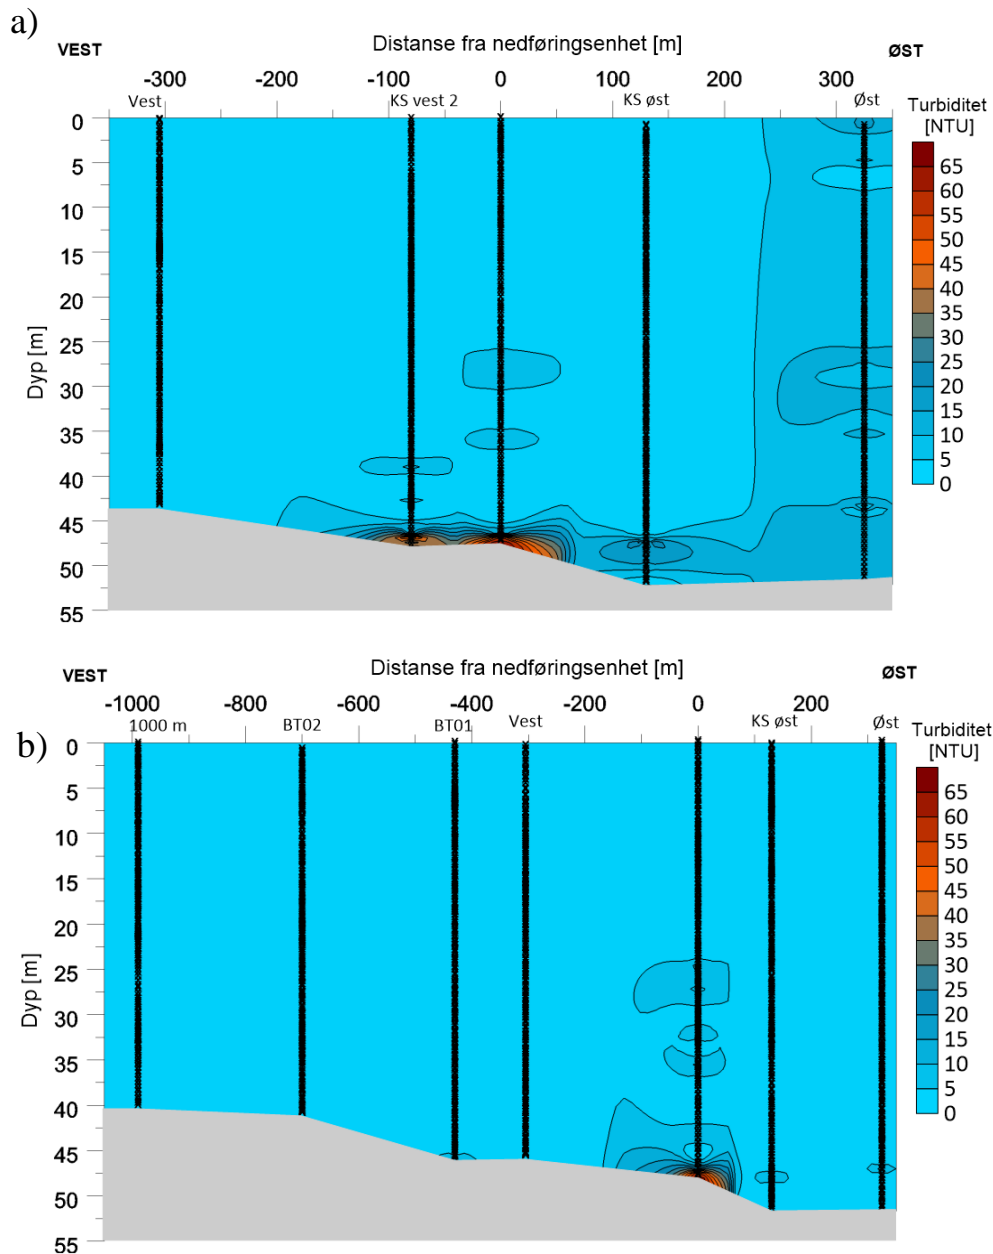 a)
VEST
Distanse fra nedføringsenhet [m]
ØST
-300 -200 -100 0 100 200 300
Vest KS vest 2 KS øst Øst
Turbiditet
[NTU]
0
5
10
15
20
25
30
35
40
45
50
55
Dyp [m]
65
60
55
50
45
40
35
30
25
20
15
10
5
0
b)
VEST
Distanse fra nedføringsenhet [m]
ØST
-1000 -800 -600 -400 -200 0 200
1000 m BT02 BT01 Vest KS øst Øst
Turbiditet
[NTU]
0
5
10
15
20
25
30
35
40
45
50
55
Dyp [m]
65
60
55
50
45
40
35
30
25
20
15
10
5
0